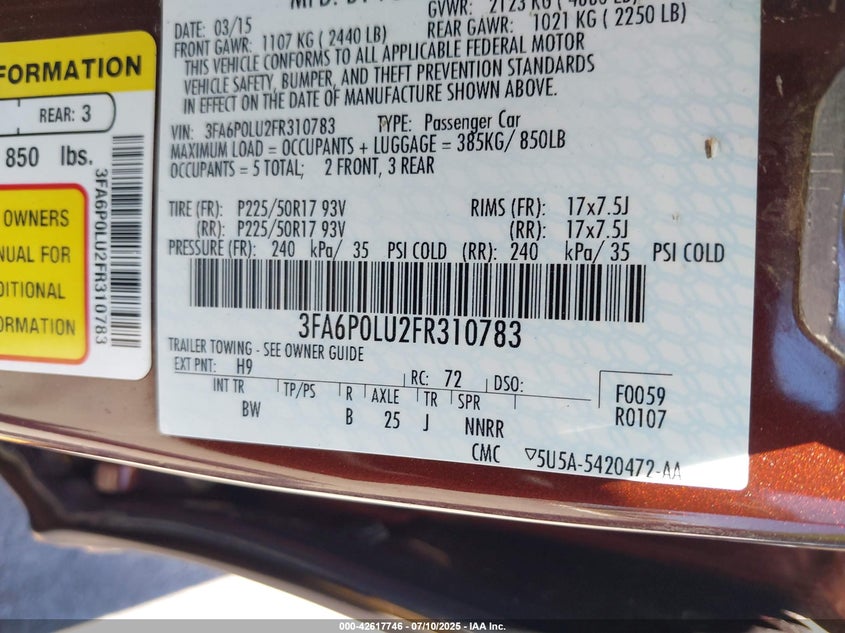 MFD. BY
GVWR: 2123 KG
DATE: 03/15
FRONT GAWR: 1107 KG ( 2440 LB)
REAR GAWR: 1021 KG ( 2250 LB)
THIS VEHICLE CONFORMS TO ALL APPLICABLE FEDERAL MOTOR
VEHICLE SAFETY, BUMPER, AND THEFT PREVENTION STANDARDS
IN EFFECT ON THE DATE OF MANUFACTURE SHOWN ABOVE.
VIN: 3FA6P0LU2FR310783 TYPE: Passenger Car
MAXIMUM LOAD = OCCUPANTS + LUGGAGE = 385KG/ 850LB
OCCUPANTS = 5 TOTAL; 2 FRONT, 3 REAR
TIRE (FR): P225/50R17 93V RIMS (FR): 17x7.5J
(RR): P225/50R17 93V (RR): 17x7.5J
PRESSURE (FR): 240 kPa/ 35 PSI COLD (RR): 240 kPa/ 35 PSI COLD
3FA6P0LU2FR310783
TRAILER TOWING - SEE OWNER GUIDE
EXT PNT: H9 RC: 72 DSO:
INT TR TP/PS R AXLE TR SPR
BW B 25 J NNRR
F0059
R0107
CMC ▽5U5A-5420472-AA
FORMATION
REAR: 3
850 lbs.
OWNERS
NUAL FOR
DITIONAL
ORMATION
3FA6P0LU2FR310783
000-42617746 - 07/10/2025 - IAA Inc.